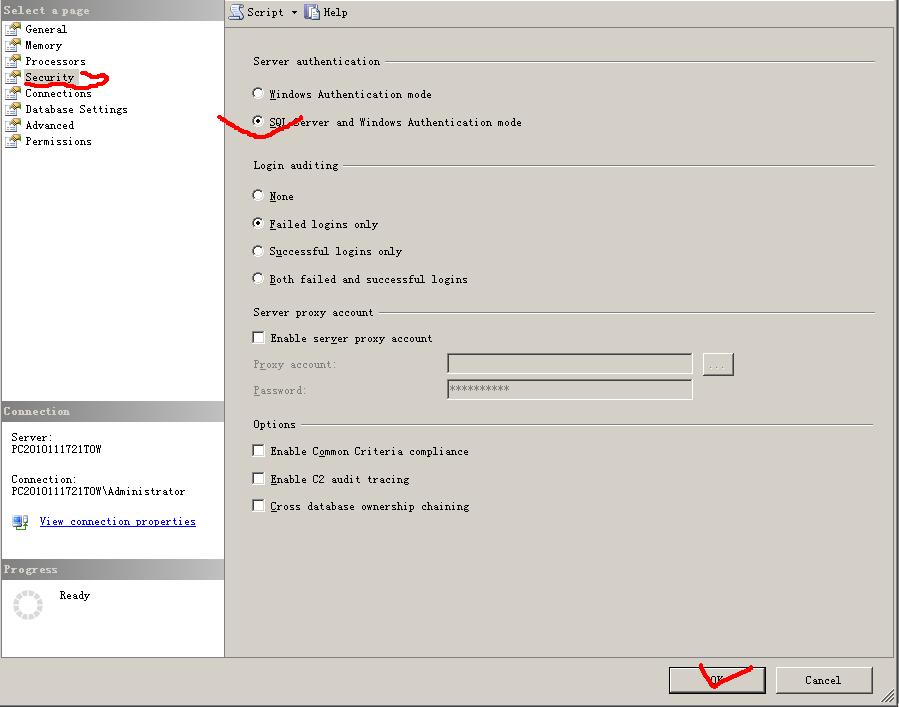 Select a page
General
Memory
Processors
Security
Connections
Database Settings
Advanced
Permissions
Script Help
Server authentication
Windows Authentication mode
SQL Server and Windows Authentication mode
Login auditing
None
Failed logins only
Successful logins only
Both failed and successful logins
Server proxy account
Enable server proxy account
Proxy account:
...
Password:
**********
Options
Enable Common Criteria compliance
Enable C2 audit tracing
Cross database ownership chaining
Connection
Server:
PC2010111721TOW
Connection:
PC2010111721TOW\Administrator
View connection properties
Progress
Ready
OK
Cancel